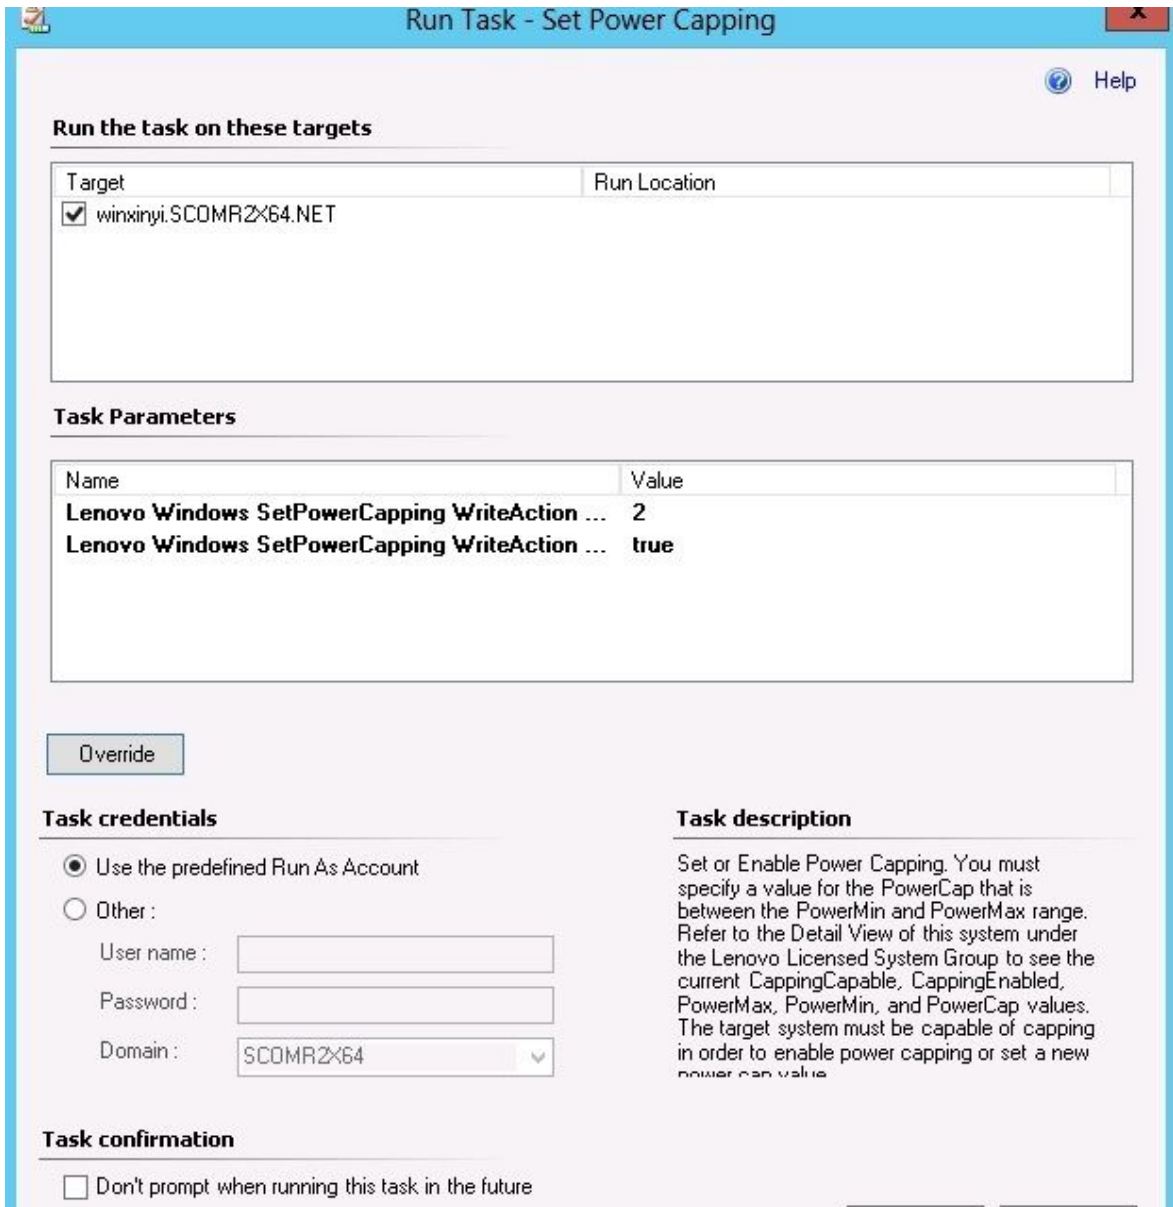 Run Task - Set Power Capping
x
Help
Run the task on these targets
Target Run Location
winxinyi.SCOMR2X64.NET
Task Parameters
Name Value
Lenovo Windows SetPowerCapping WriteAction ... 2
Lenovo Windows SetPowerCapping WriteAction ... true
Override
Task credentials
Use the predefined Run As Account
Other :
User name :
Password :
Domain : SCOMR2X64
Task description
Set or Enable Power Capping. You must
specify a value for the PowerCap that is
between the PowerMin and PowerMax range.
Refer to the Detail View of this system under
the Lenovo Licensed System Group to see the
current CappingCapable, CappingEnabled,
PowerMax, PowerMin, and PowerCap values.
The target system must be capable of capping
in order to enable power capping or set a new
power cap value
Task confirmation
Don't prompt when running this task in the future